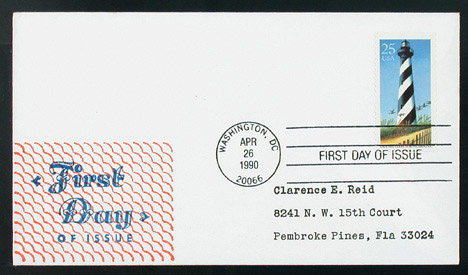 25
USA
WASHINGTON, DC
APR
26
1990
20066
FIRST DAY OF ISSUE
First
Day
OF ISSUE
Clarence E. Reid
8241 N. W. 15th Court
Pembroke Pines, Fla 33024